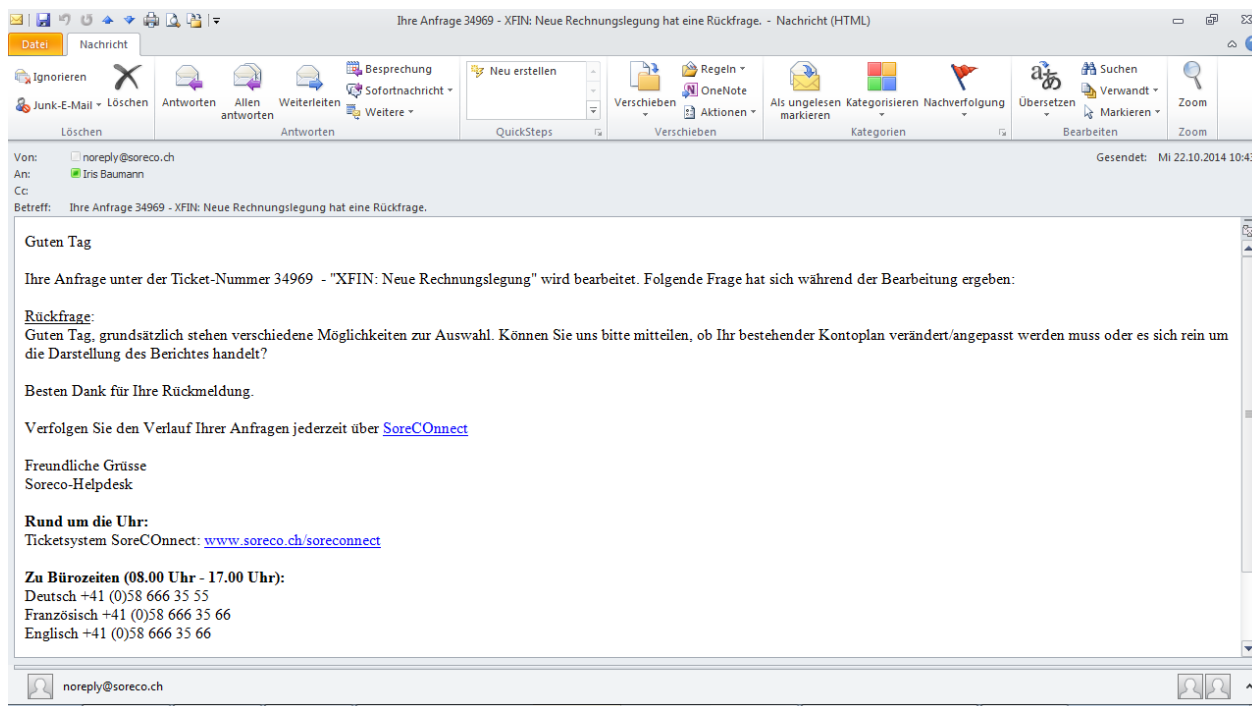 Ihre Anfrage 34969 - XFIN: Neue Rechnungslegung hat eine Rückfrage. - Nachricht (HTML)
Datei Nachricht
Ignorieren
Junk-E-Mail
Löschen
Löschen
Antworten
Allen antworten
Weiterleiten
Besprechung
Sofortnachricht
Weitere
Antworten
Neu erstellen
QuickSteps
Verschieben
Regeln
OneNote
Aktionen
Verschieben
Als ungelesen markieren
Kategorisieren
Nachverfolgung
Kategorien
Übersetzen
Suchen
Verwandt
Markieren
Bearbeiten
Zoom
Zoom
Von: noreply@soreco.ch Gesendet: Mi 22.10.2014 10:43
An: Iris Baumann
Cc
Betreff: Ihre Anfrage 34969 - XFIN: Neue Rechnungslegung hat eine Rückfrage.
Guten Tag
Ihre Anfrage unter der Ticket-Nummer 34969 - "XFIN: Neue Rechnungslegung" wird bearbeitet. Folgende Frage hat sich während der Bearbeitung ergeben:
Rückfrage:
Guten Tag, grundsätzlich stehen verschiedene Möglichkeiten zur Auswahl. Können Sie uns bitte mitteilen, ob Ihr bestehender Kontoplan verändert/angepasst werden muss oder es sich rein um
die Darstellung des Berichtes handelt?
Besten Dank für Ihre Rückmeldung.
Verfolgen Sie den Verlauf Ihrer Anfragen jederzeit über SoreCOnnect
Freundliche Grüsse
Soreco-Helpdesk
Rund um die Uhr:
Ticketsystem SoreCOnnect: www.soreco.ch/soreconnect
Zu Bürozeiten (08.00 Uhr - 17.00 Uhr):
Deutsch +41 (0)58 666 35 55
Französisch +41 (0)58 666 35 66
Englisch +41 (0)58 666 35 66
noreply@soreco.ch